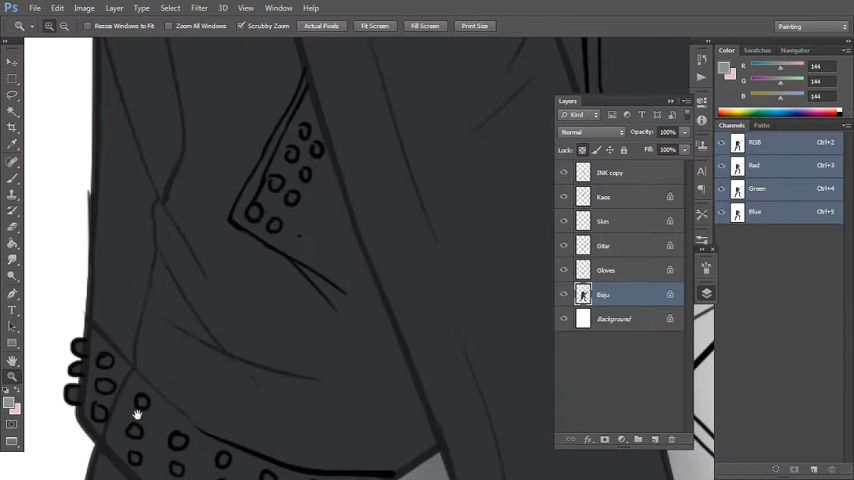 Ps File Edit Image Layer Type Select Filter 3D View Window Help
Resize Windows to Fit Zoom All Windows Scrubby Zoom Actual Pixels Fit Screen Fill Screen Print Size Painting
Color Swatches Navigator
R 144
G 144
B 144
Channels Paths
RGB Ctrl+2
Red Ctrl+3
Green Ctrl+4
Blue Ctrl+5
Layers
Kind
Normal Opacity: 100%
Lock: Fill: 100%
INK copy
Kaos
Skin
Gitar
Gloves
Baju
Background